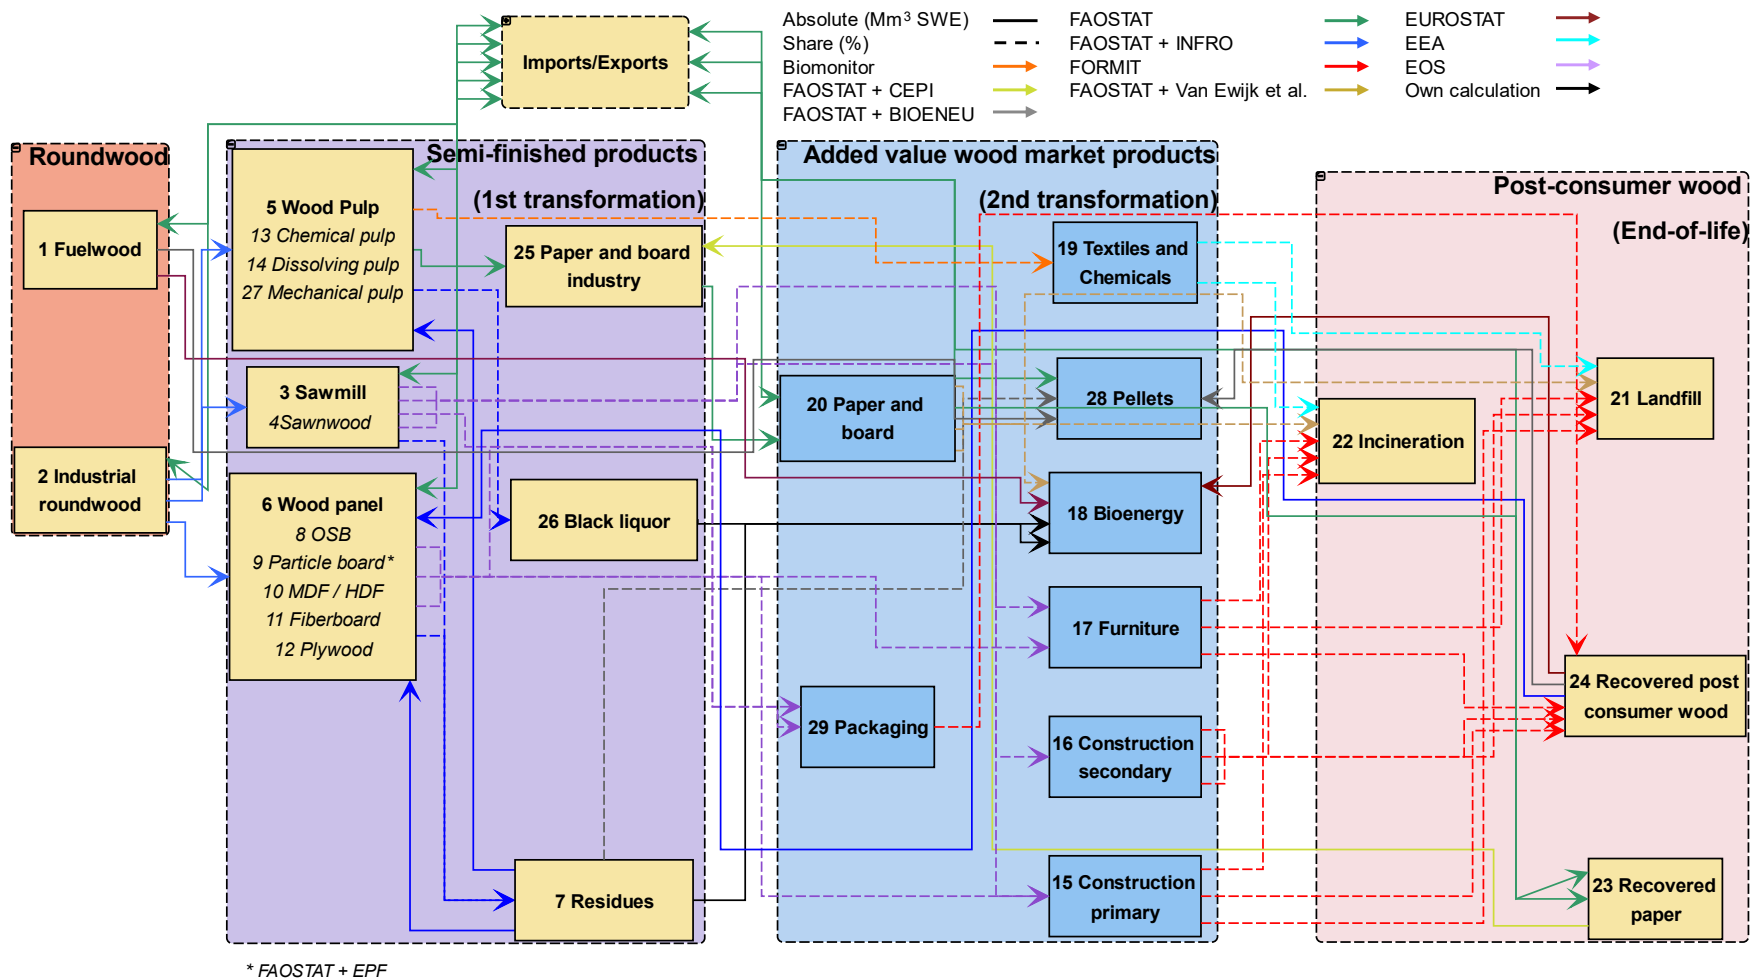 Imports/Exports
Absolute (Mm³ SWE)
Share (%)
Biomonitor
FAOSTAT + CEPI
FAOSTAT + BIOENEU
FAOSTAT
FAOSTAT + INFRO
FORMIT
FAOSTAT + Van Ewijk et al.
EUROSTAT
EEA
EOS
Own calculation
Roundwood
1 Fuelwood
2 Industrial
roundwood
Semi-finished products
(1st transformation)
5 Wood Pulp
13 Chemical pulp
14 Dissolving pulp
27 Mechanical pulp
25 Paper and board
industry
3 Sawmill
4Sawnwood
6 Wood panel
8 OSB
9 Particle board*
10 MDF / HDF
11 Fiberboard
12 Plywood
26 Black liquor
7 Residues
Added value wood market products
(2nd transformation)
19 Textiles and
Chemicals
20 Paper and
board
28 Pellets
18 Bioenergy
17 Furniture
29 Packaging
16 Construction
secondary
15 Construction
primary
Post-consumer wood
(End-of-life)
21 Landfill
22 Incineration
24 Recovered post
consumer wood
23 Recovered
paper
* FAOSTAT + EPF